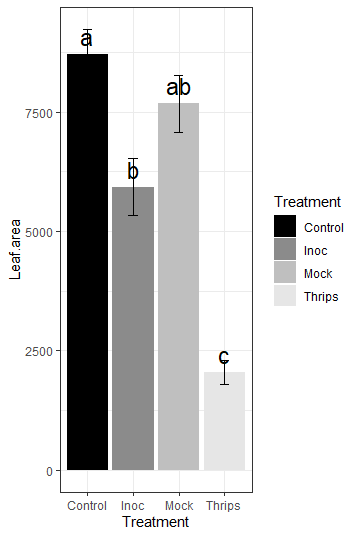 a
ab
b
c
7500
5000
2500
0
Leaf.area
Control Inoc Mock Thrips
Treatment
Treatment
Control
Inoc
Mock
Thrips